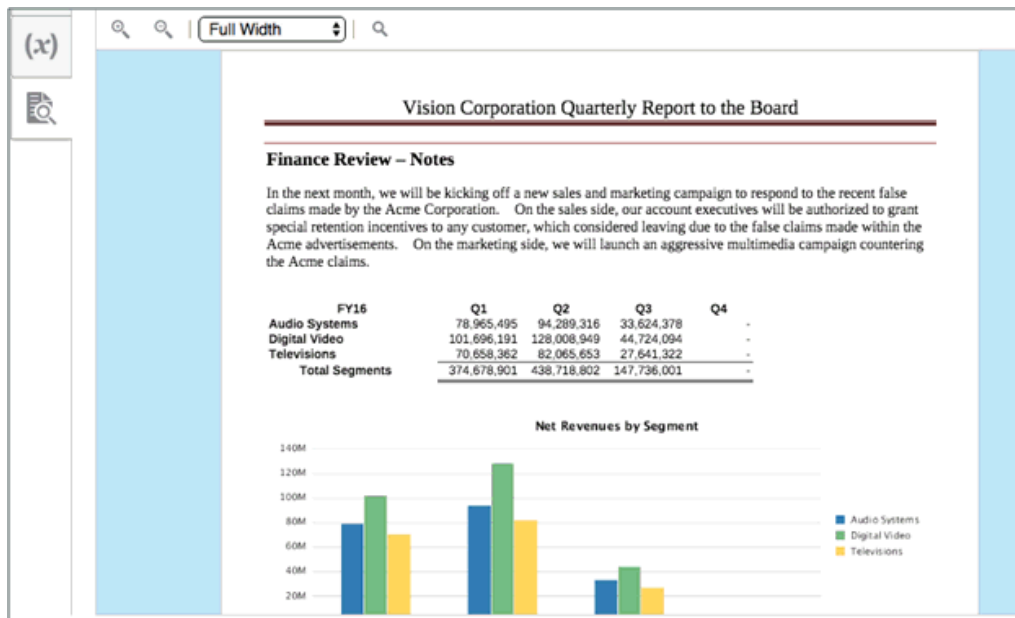 (x)
Full Width
Vision Corporation Quarterly Report to the Board
Finance Review – Notes
In the next month, we will be kicking off a new sales and marketing campaign to respond to the recent false
claims made by the Acme Corporation. On the sales side, our account executives will be authorized to grant
special retention incentives to any customer, which considered leaving due to the false claims made within the
Acme advertisements. On the marketing side, we will launch an aggressive multimedia campaign countering
the Acme claims.
FY16 Q1 Q2 Q3 Q4
Audio Systems 78,965,495 94,289,316 33,624,378 -
Digital Video 101,696,191 128,008,949 44,724,094 -
Televisions 70,658,362 82,065,653 27,641,322 -
Total Segments 374,678,901 438,718,802 147,736,001 -
Net Revenues by Segment
140M
120M
100M
80M
60M
40M
20M
Audio Systems
Digital Video
Televisions